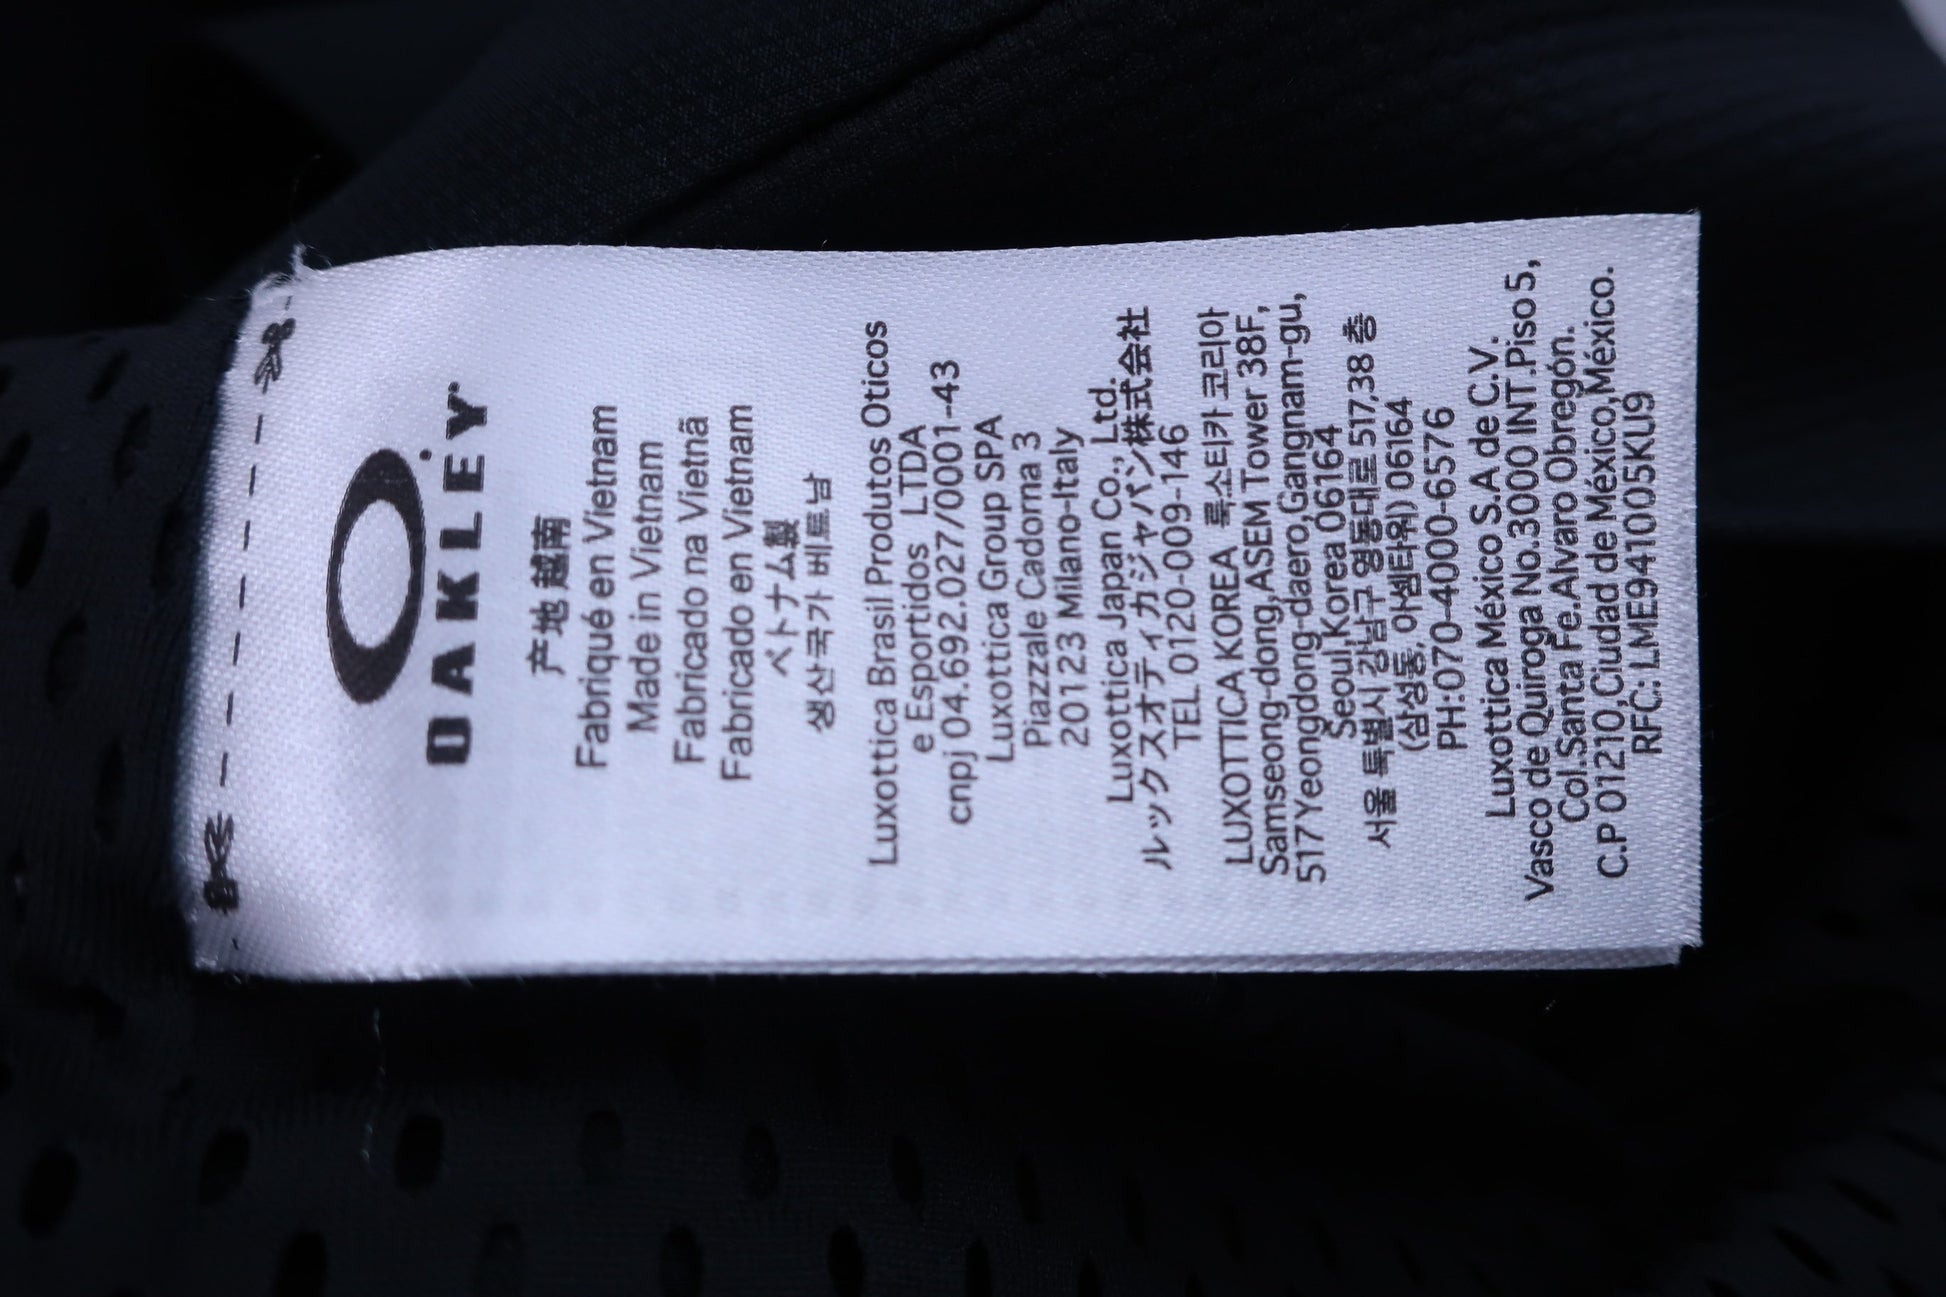 OAKLEY
产地 越南
Fabriqué en Vietnam
Made in Vietnam
Fabricado na Vietnã
Fabricado en Vietnam
ベトナム製
생산국가 베트남
Luxottica Brasil Produtos Oticos
e Esportidos LTDA
cnpj 04.692.027/0001-43
Luxottica Group SPA
Piazzale Cadorna 3
20123 Milano-Italy
Luxottica Japan Co., Ltd.
ルックスオティカジャパン株式会社
TEL 0120-009-146
LUXOTTICA KOREA 룩소티카 코리아
Samseong-dong,ASEM Tower 38F,
517 Yeongdong-daero,Gangnam-gu,
Seoul,Korea 06164
서울 특별시 강남구 영동대로 517,38 층
(삼성동, 아셈타워) 06164
PH:070-4000-6576
Luxottica México S.A de C.V.
Vasco de Quiroga No.3000 INT.Piso 5,
Col.Santa Fe.Alvaro Obregón.
C.P 01210,Ciudad de México,México.
RFC: LME941005KUI9